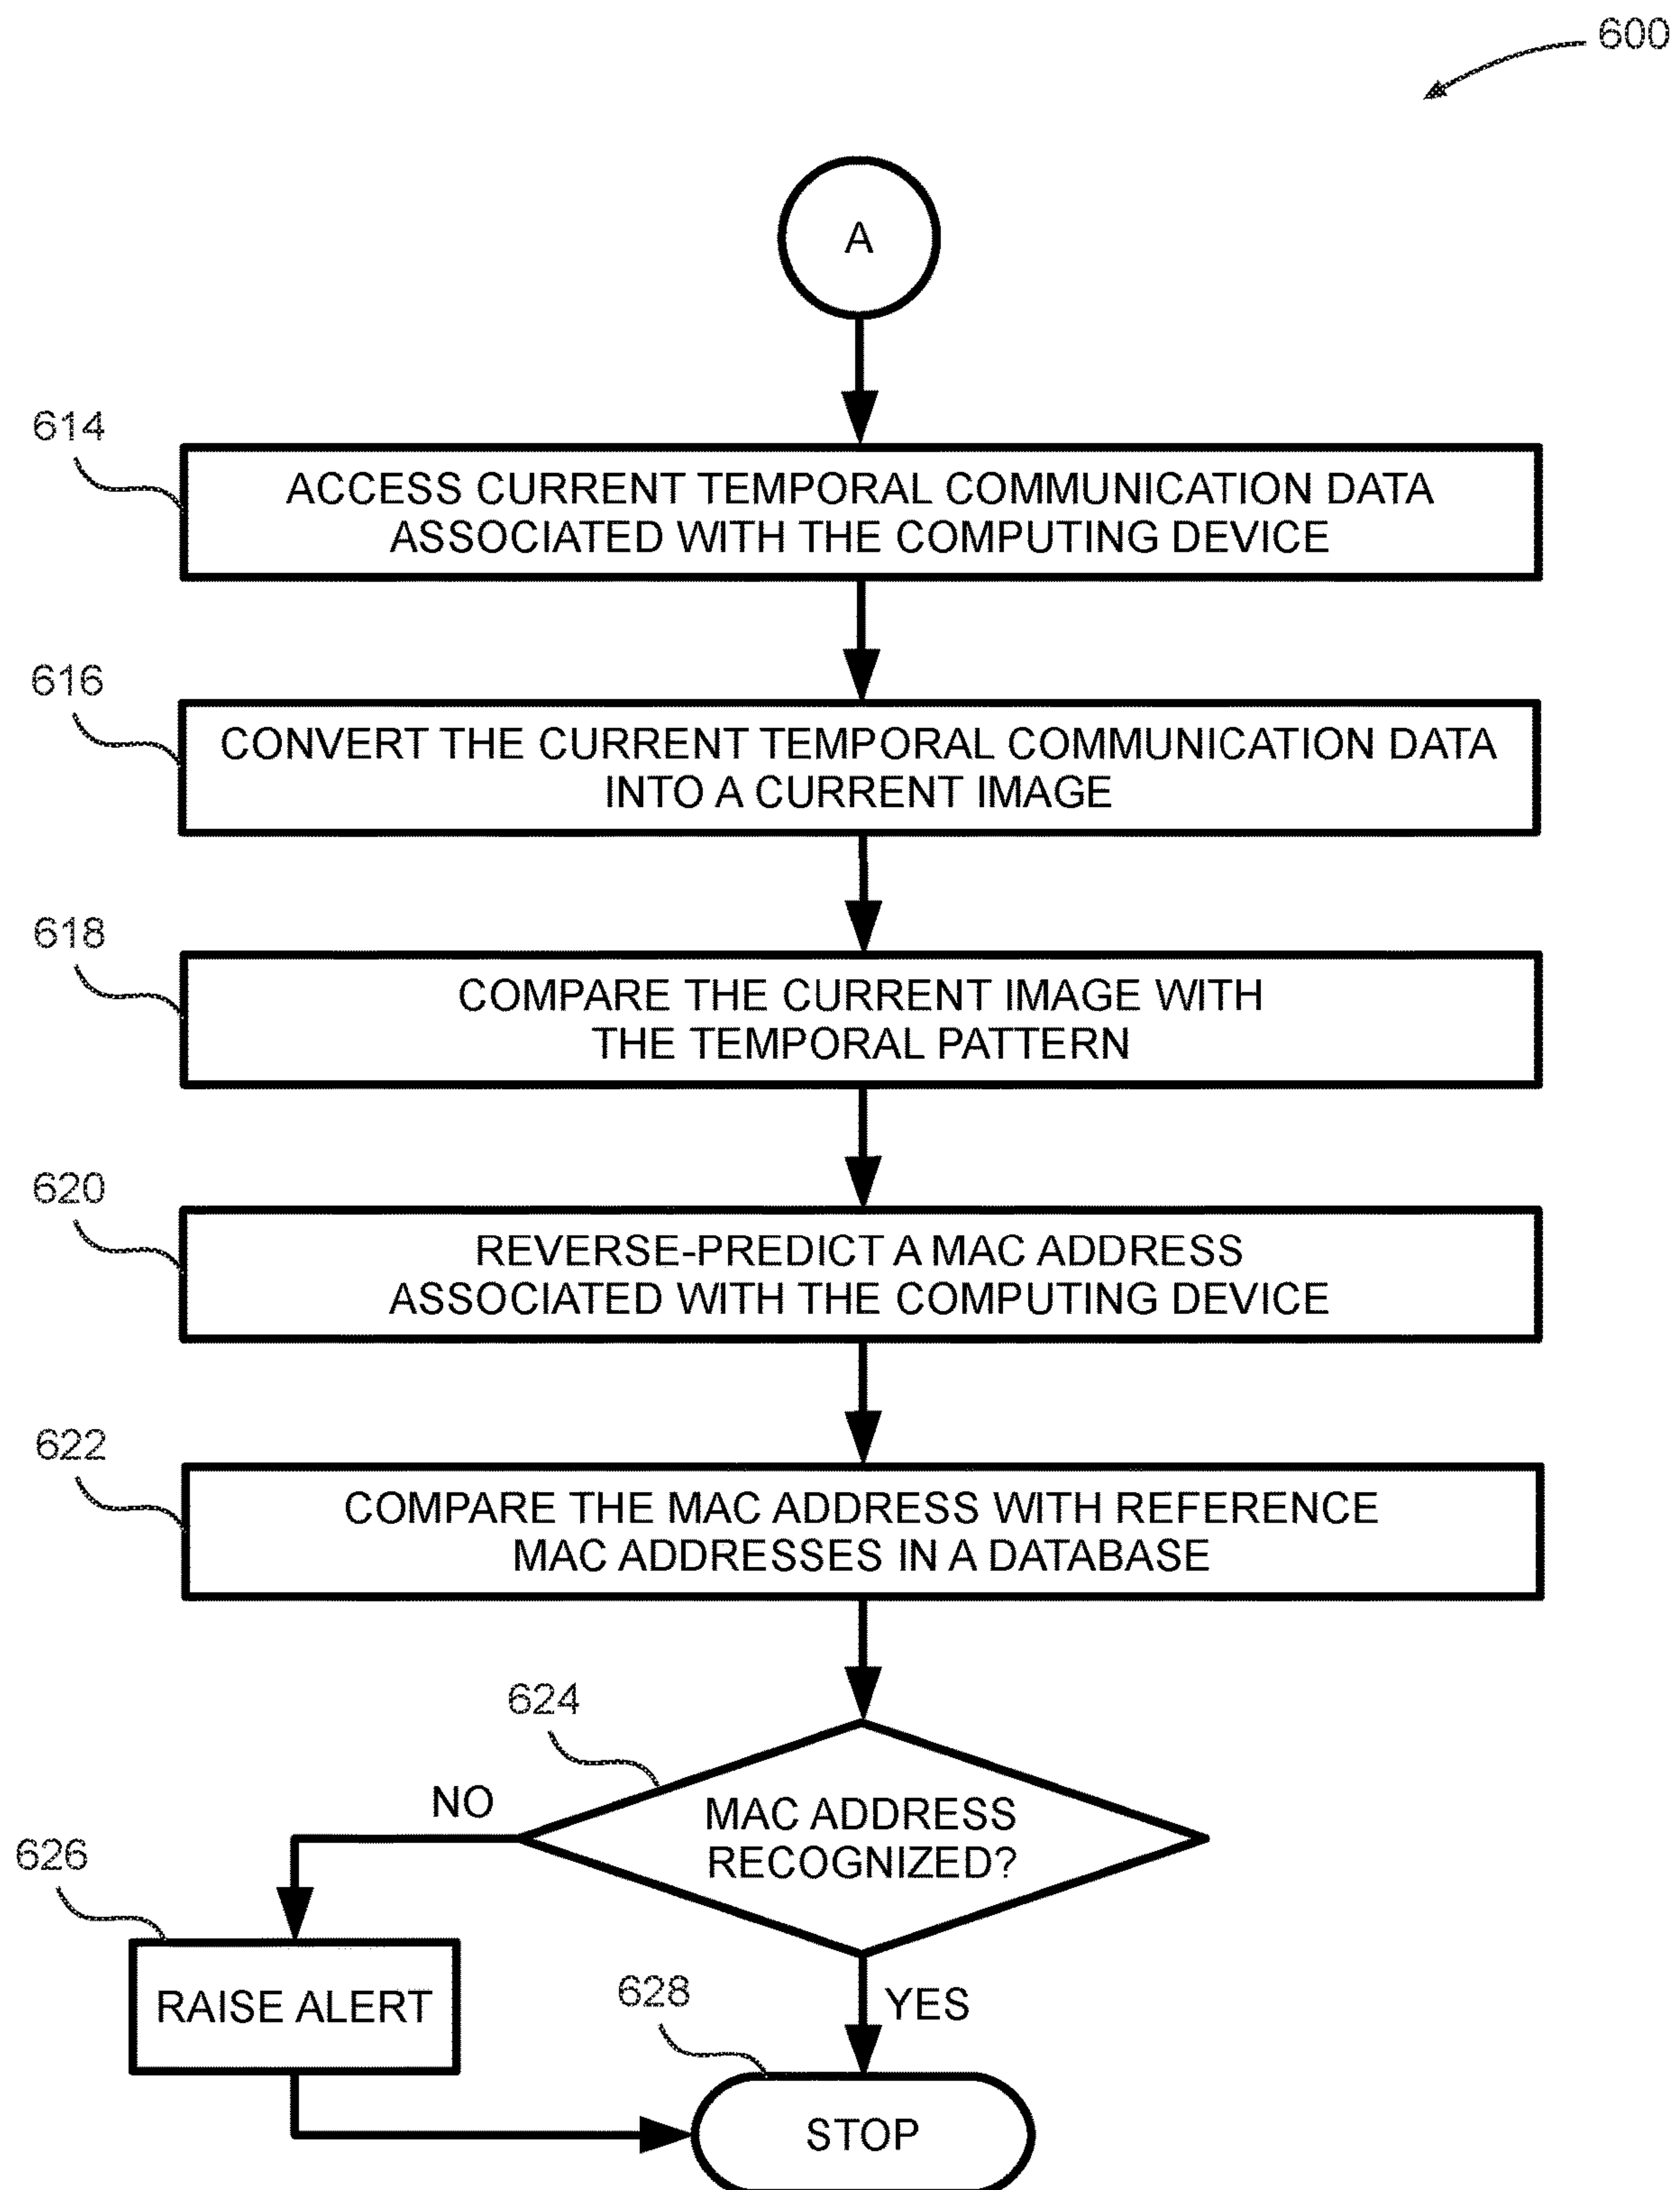 600
A
614
ACCESS CURRENT TEMPORAL COMMUNICATION DATA
ASSOCIATED WITH THE COMPUTING DEVICE
616
CONVERT THE CURRENT TEMPORAL COMMUNICATION DATA
INTO A CURRENT IMAGE
618
COMPARE THE CURRENT IMAGE WITH
THE TEMPORAL PATTERN
620
REVERSE-PREDICT A MAC ADDRESS
ASSOCIATED WITH THE COMPUTING DEVICE
622
COMPARE THE MAC ADDRESS WITH REFERENCE
MAC ADDRESSES IN A DATABASE
624
NO
MAC ADDRESS
RECOGNIZED?
626
RAISE ALERT
628
YES
STOP